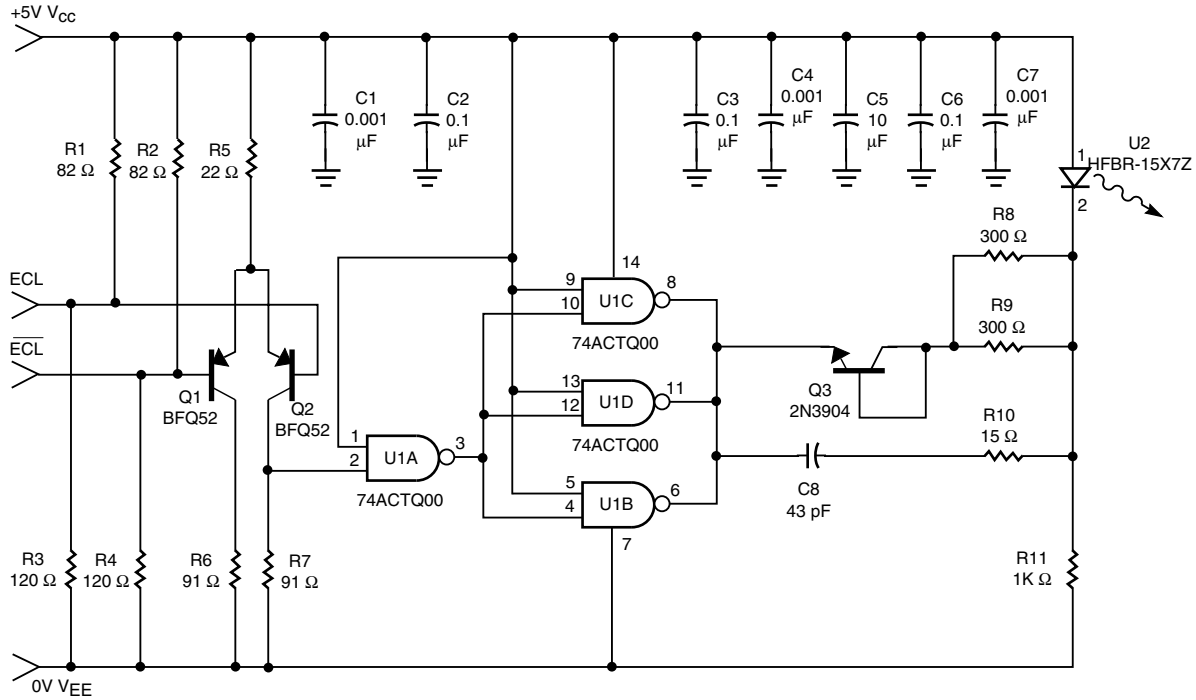 +5V VCC
C1
0.001
µF
C2
0.1
µF
C3
0.1
µF
C4
0.001
µF
C5
10
µF
C6
0.1
µF
C7
0.001
µF
R1
82 Ω
R2
82 Ω
R5
22 Ω
1
U2
HFBR-15X7Z
2
R8
300 Ω
ECL
ECL
Q1
BFQ52
Q2
BFQ52
14
9
10
U1C
8
74ACTQ00
R9
300 Ω
Q3
2N3904
13
12
U1D
11
74ACTQ00
1
2
U1A
3
74ACTQ00
R10
15 Ω
C8
43 pF
5
4
U1B
6
7
R3
120 Ω
R4
120 Ω
R6
91 Ω
R7
91 Ω
R11
1K Ω
0V VEE